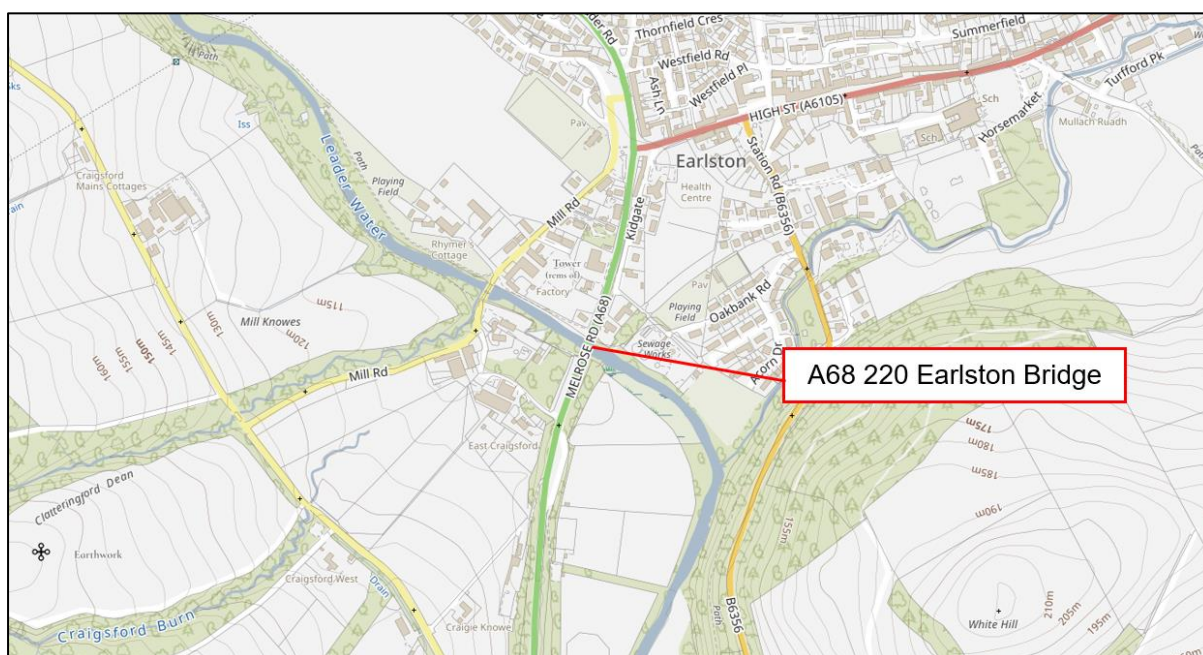 Thornfield Cres
Summerfield
Path
Westfield Rd
Westfield Pl
Ash Ln
Turfford Pk
HIGH ST (A6105)
Sch
Horsemarket
Mullach Ruadh
Iss
Pav
Sch
Earlston
Station Rd (B6356)
Craigsford
Mains Cottages
Leader Water
Path
Playing
Field
Health
Centre
Kidgate
Mill Rd
Rhymer's
Cottage
Tower
(rems of)
Factory
MELROSE RD (A68)
Pav
Playing
Field
Oakbank Rd
Mill Knowes
115m
120m
130m
145m
150m
155m
160m
Sewage
Works
Acorn Dr
A68 220 Earlston Bridge
Mill Rd
East Craigsford
175m
180m
185m
190m
Clatteringford Dean
Earthwork
155m
Craigsford West
Drain
Craigsford Burn
Craigie Knowe
B6356
Path
White Hill
210m
205m
195m